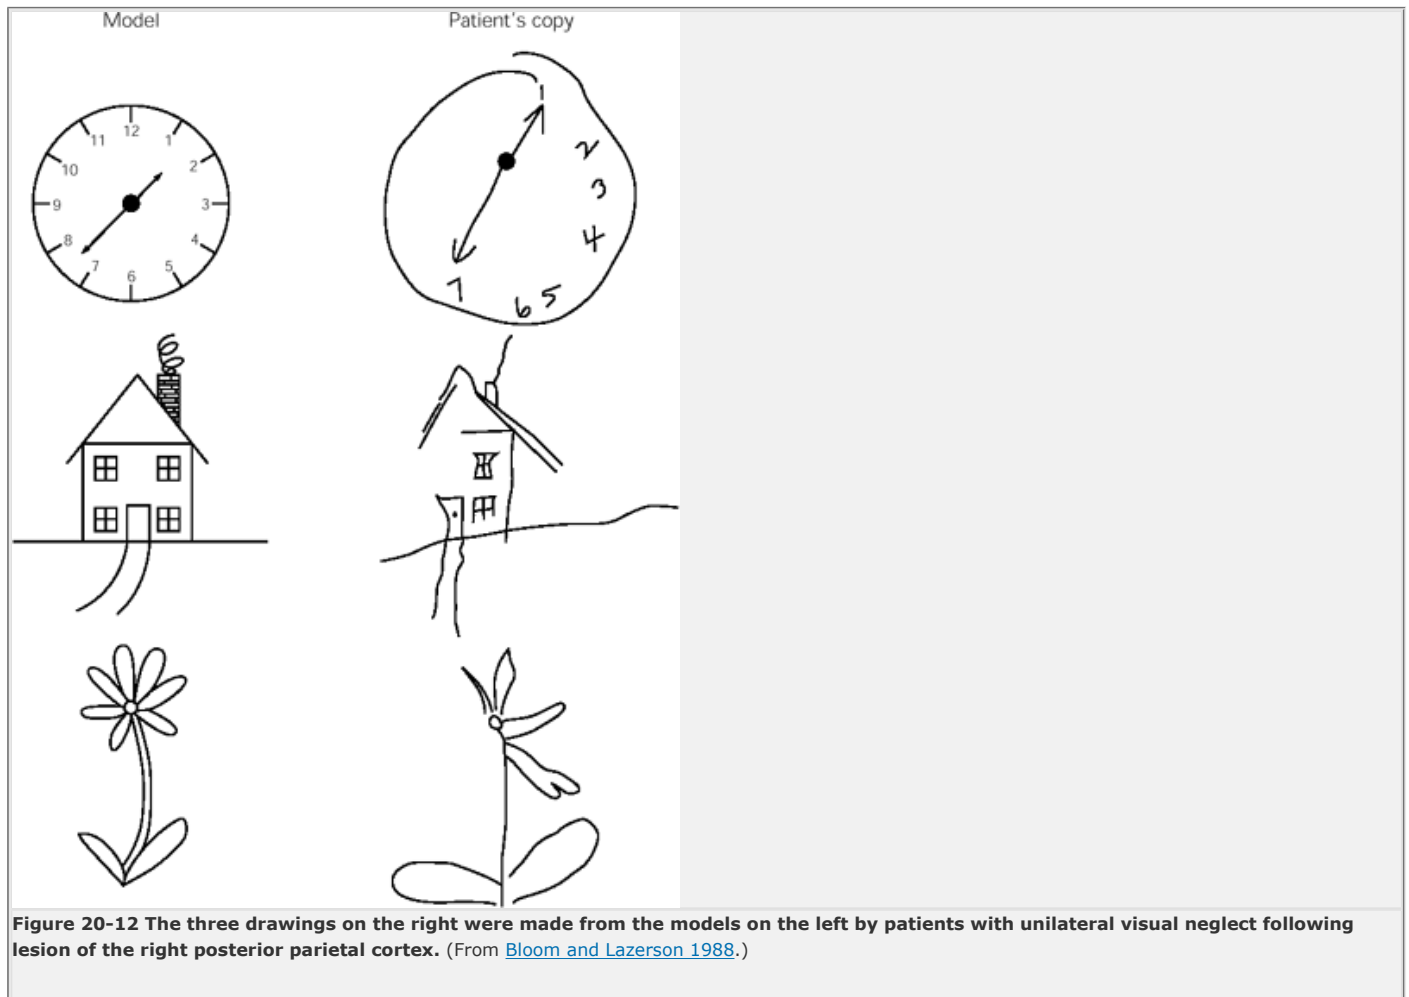 Model Patient's copy
12
11 1
10 2
9 3
8 4
7 5
6
1
2
3
4
7 6 5
Figure 20-12 The three drawings on the right were made from the models on the left by patients with unilateral visual neglect following
lesion of the right posterior parietal cortex. (From Bloom and Lazerson 1988.)